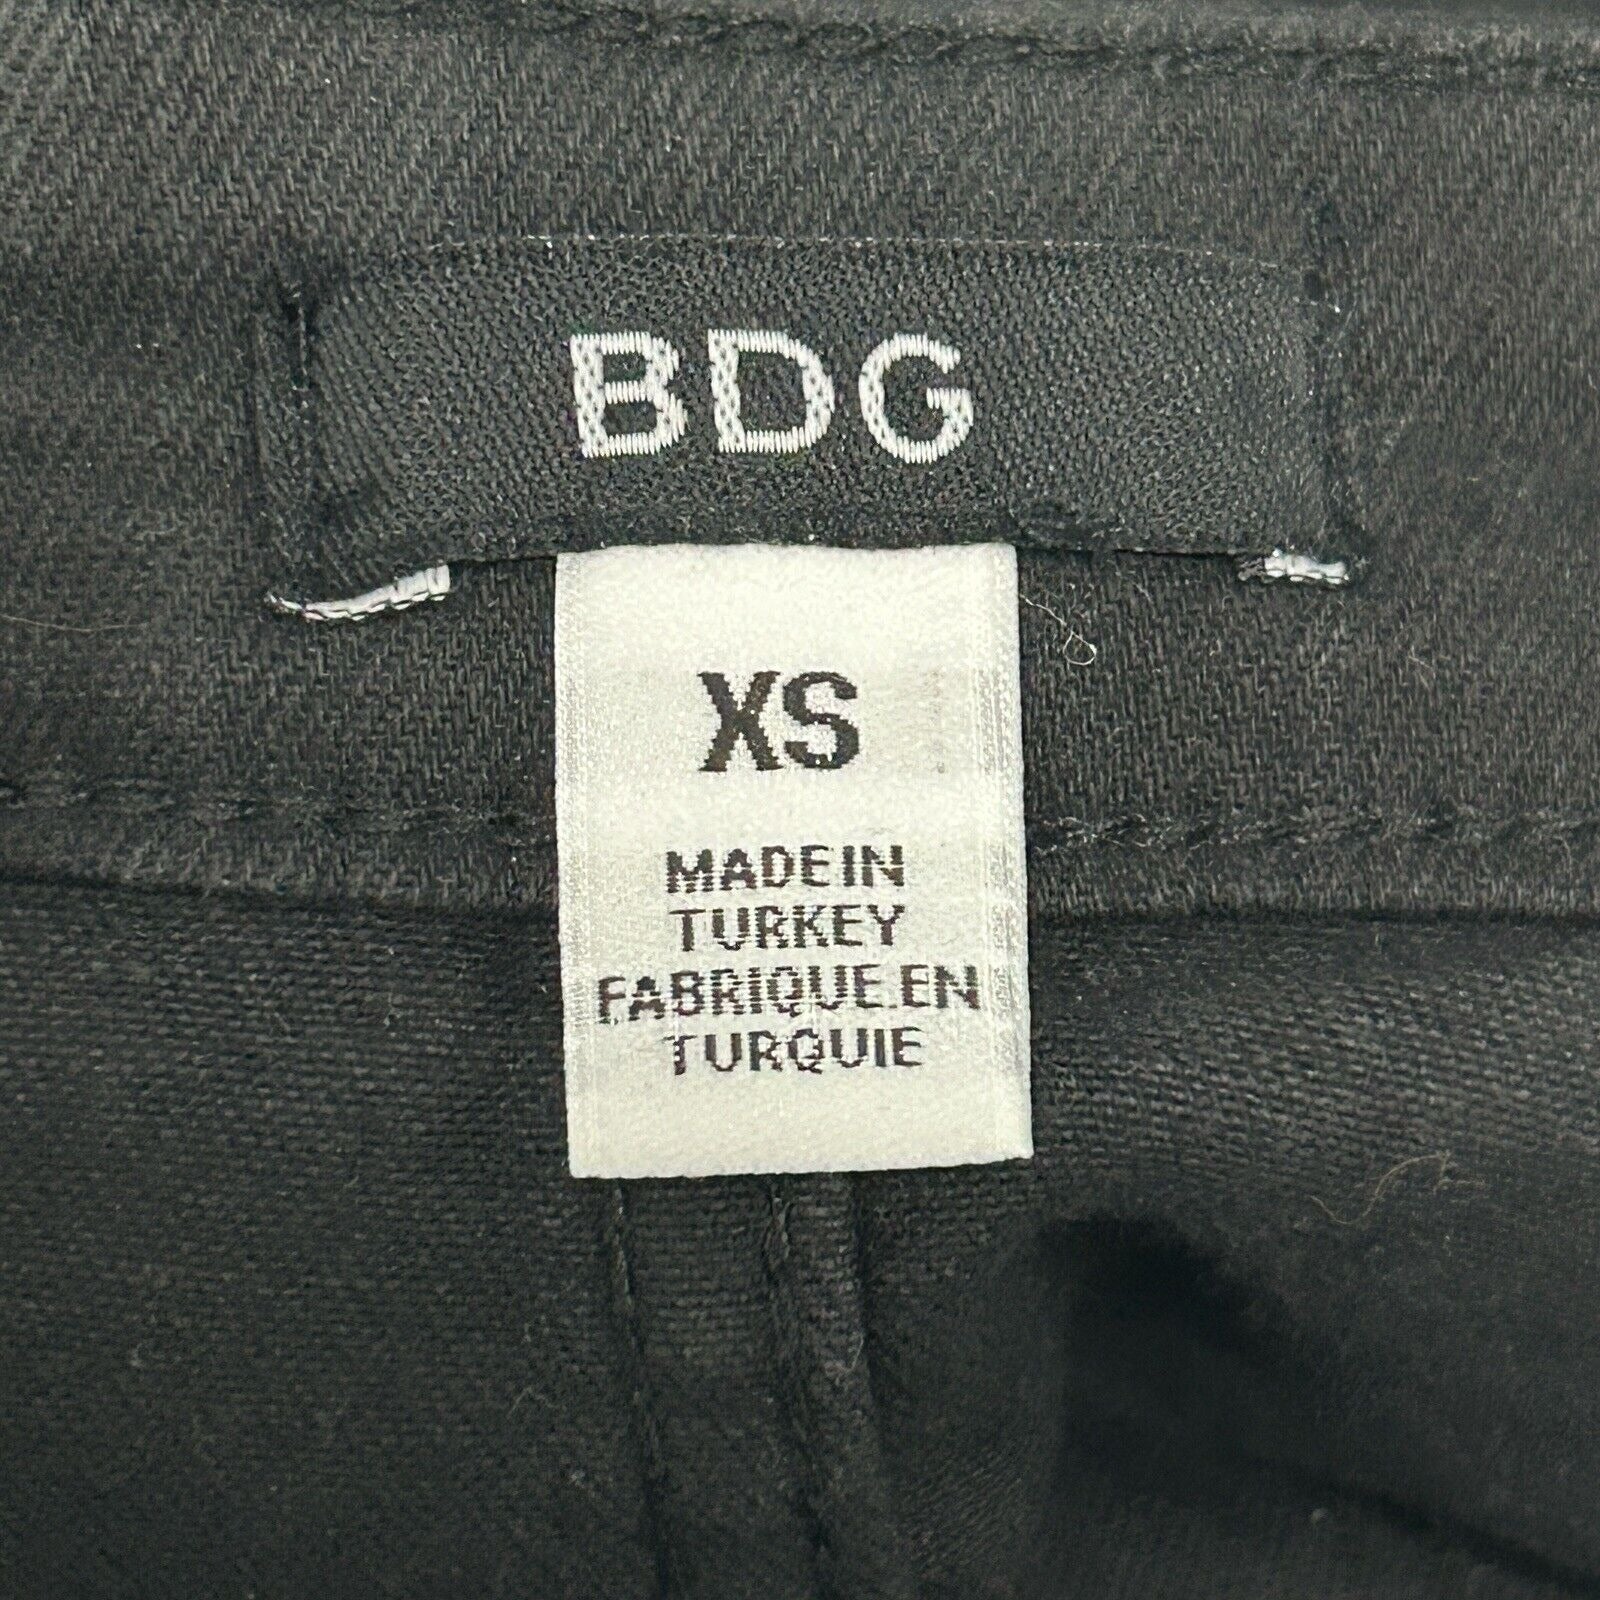 BDG
XS
MADE IN
TURKEY
FABRIQUE.EN
TURQUIE